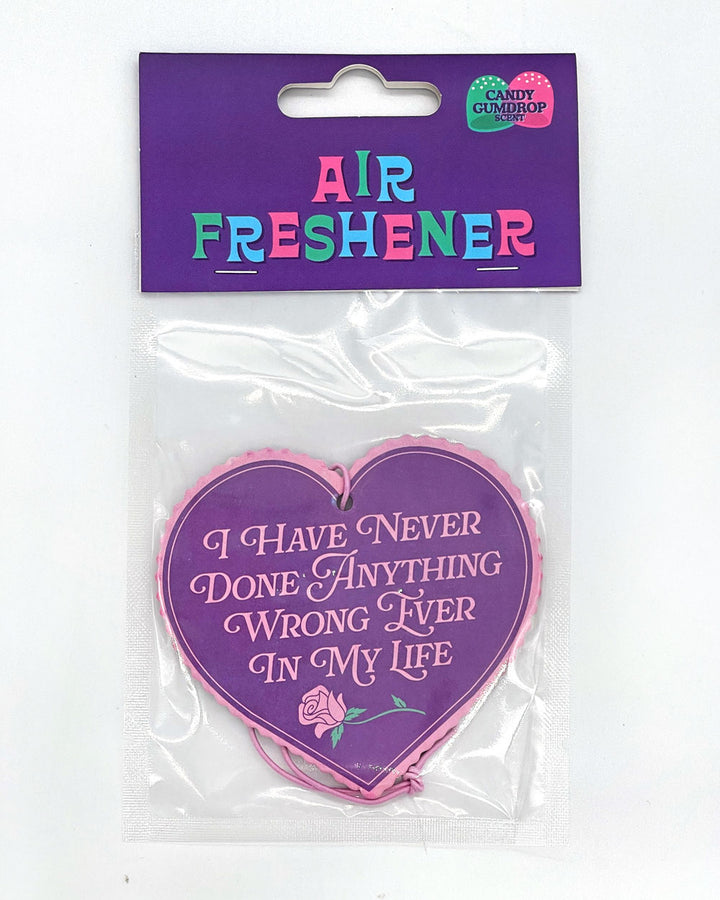 CANDY
GUMDROP
SCENT
AIR
FRESHENER
I HAVE NEVER
DONE ANYTHING
WRONG EVER
IN MY LIFE